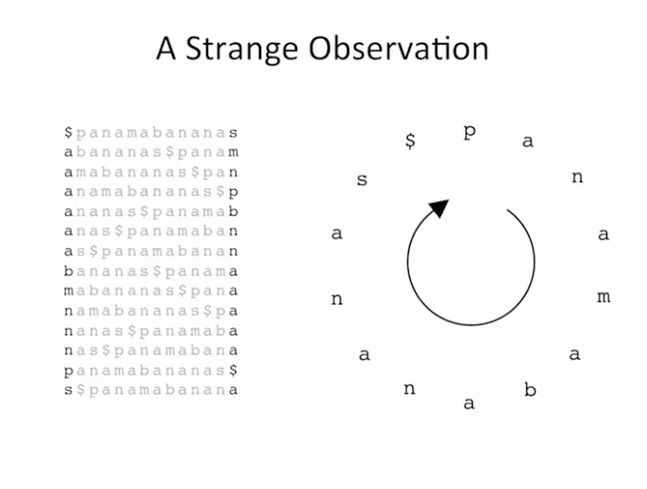 A Strange Observation
$panamabananas
abananas$panam
amabananas$pan
anamabananas$p
ananas$panamab
anas$panamaban
as$panamabanan
bananas$panama
mabananas$pana
namabananas$pa
nanas$panamaba
nas$panamabana
panamabananas$
s$panamabanana
$ p a n a m a b a n a n a s